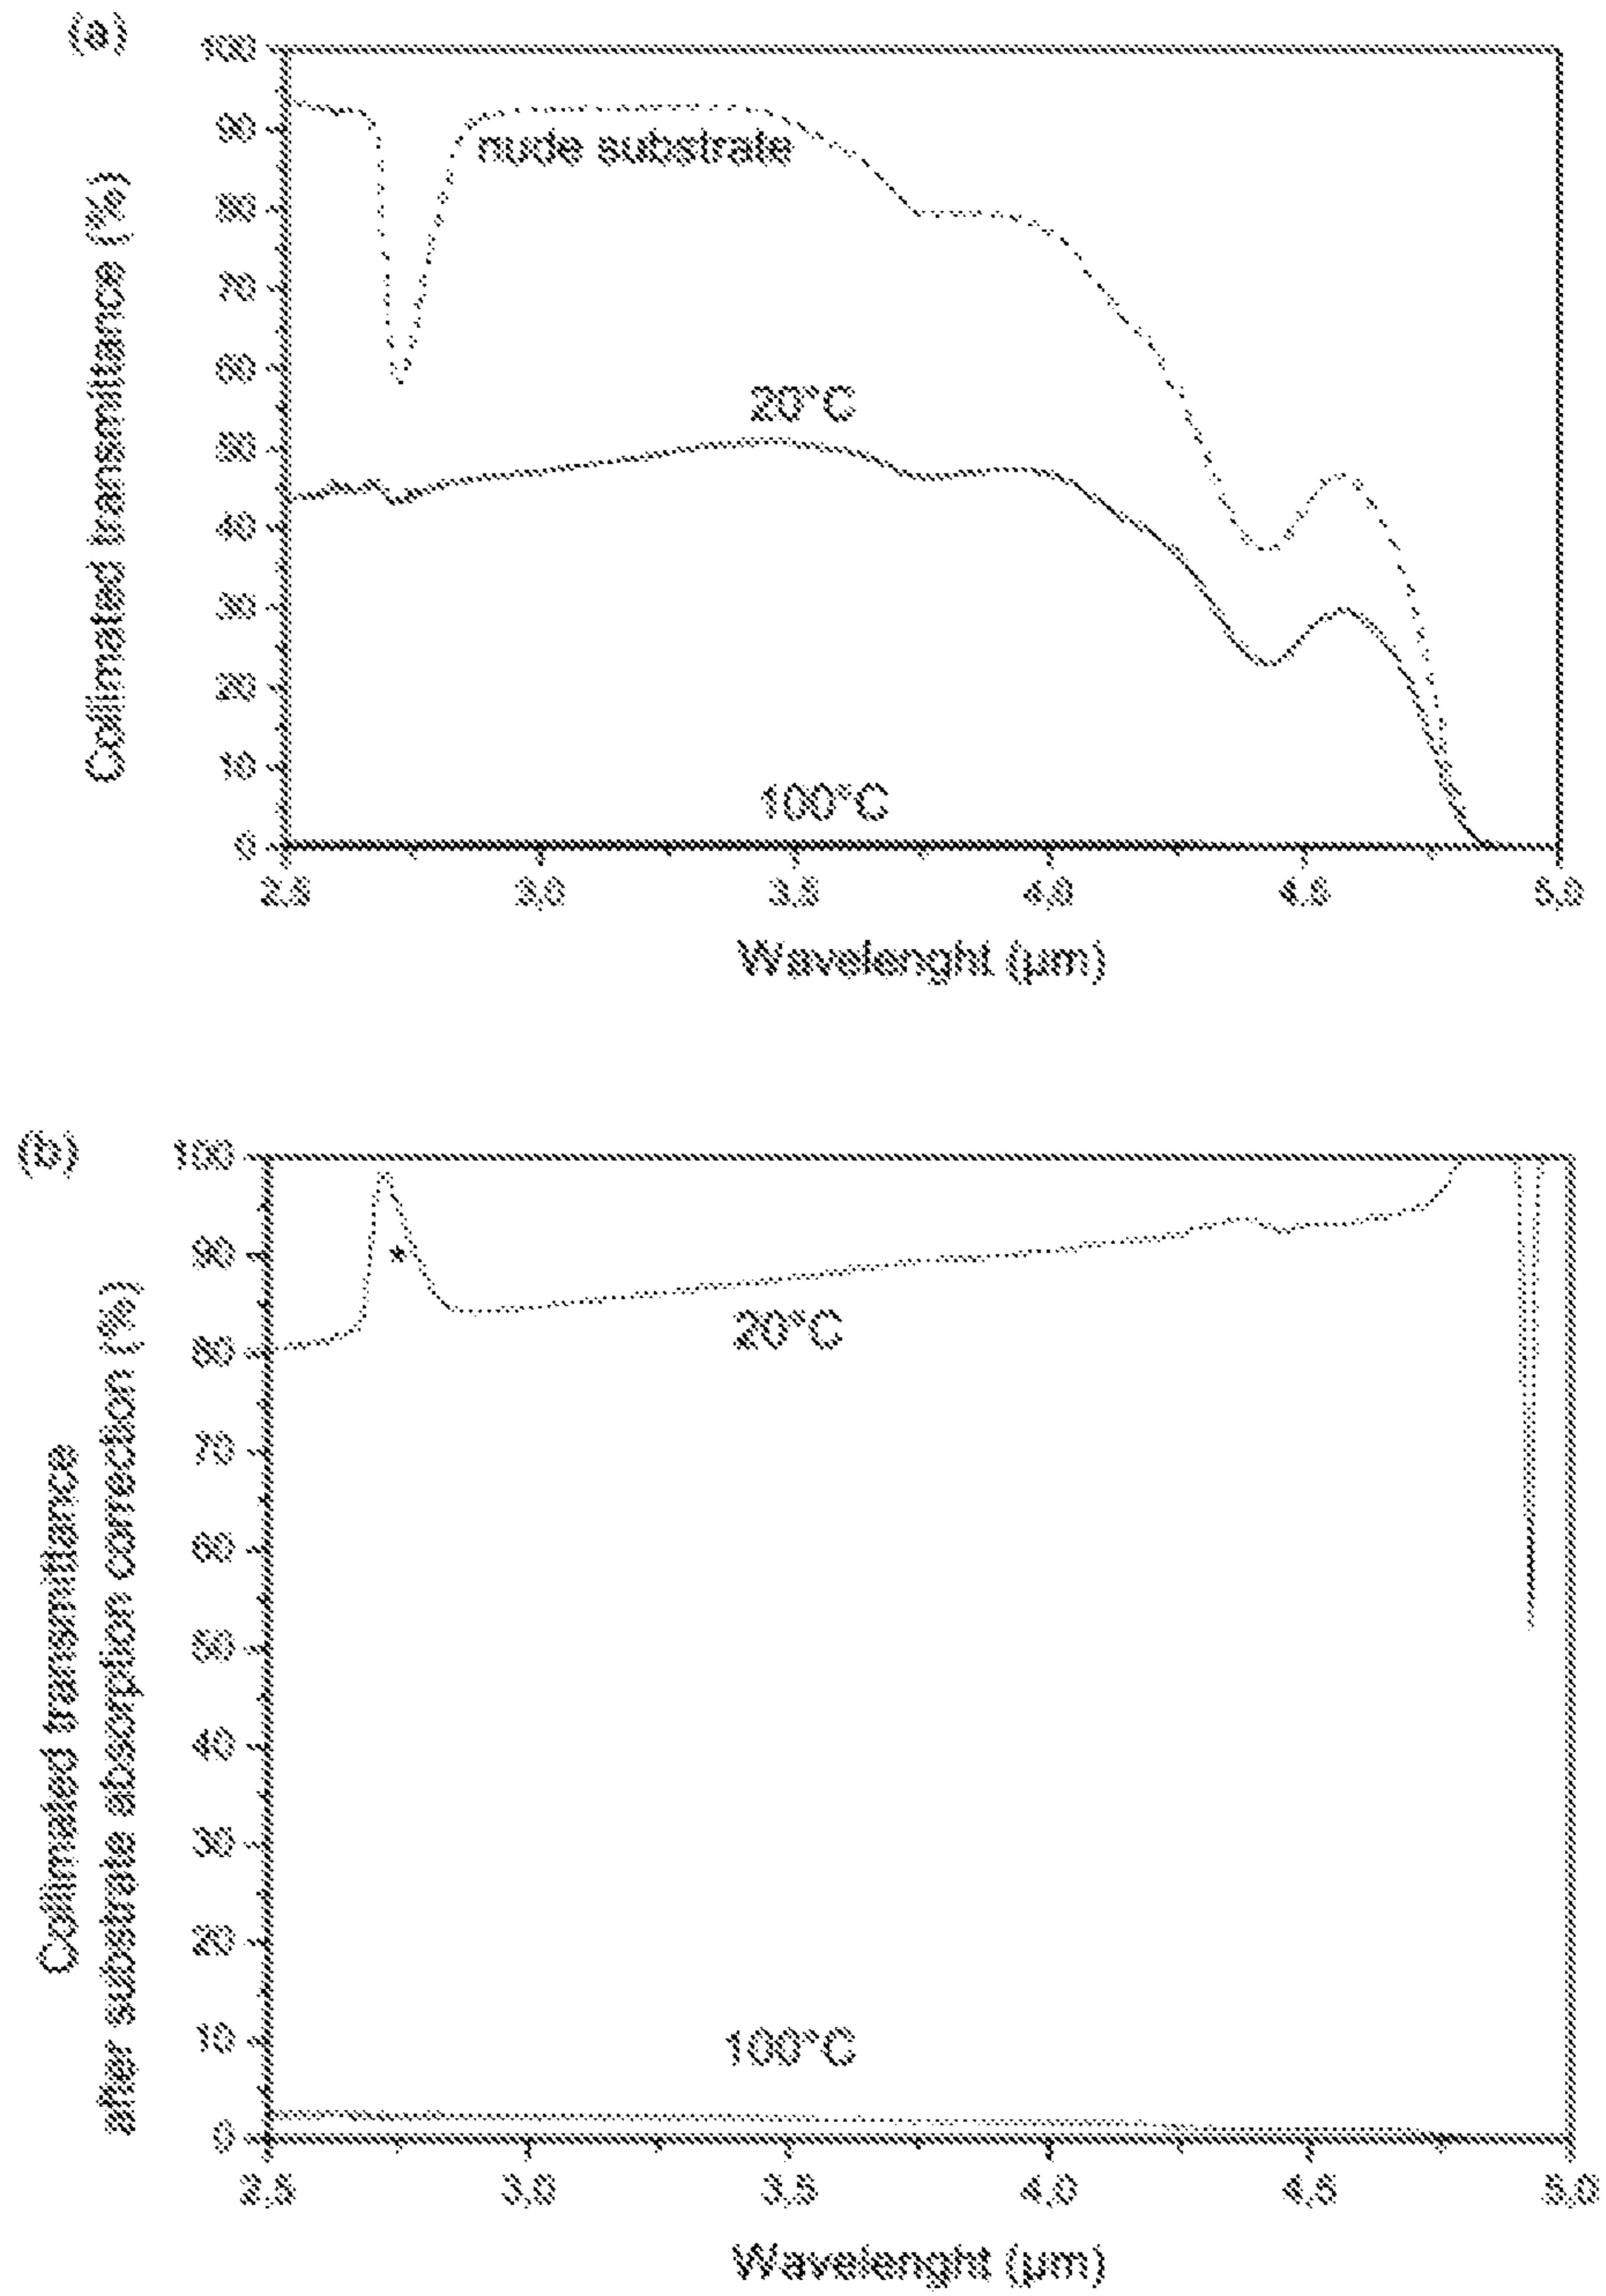 (a)
Collimated transmittance (%)
100
90
80
70
60
50
40
30
20
10
0
nude substrate
20°C
100°C
2,5 3,0 3,5 4,0 4,5 5,0
Wavelenght (µm)
(b)
Collimated transmittance
after substrate absorption correction (%)
100
90
80
70
60
50
40
30
20
10
0
*
20°C
100°C
2,5 3,0 3,5 4,0 4,5 5,0
Wavelenght (µm)